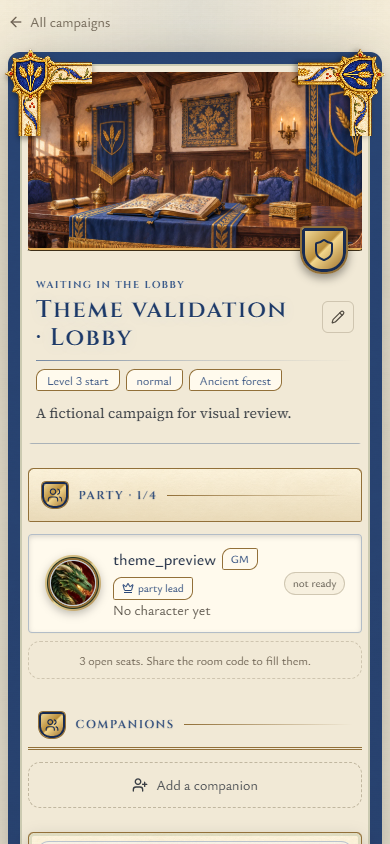 All campaigns
WAITING IN THE LOBBY
THEME VALIDATION
· LOBBY
Level 3 start normal Ancient forest
A fictional campaign for visual review.
PARTY · 1/4
theme_preview GM
party lead
not ready
No character yet
3 open seats. Share the room code to fill them.
COMPANIONS
Add a companion